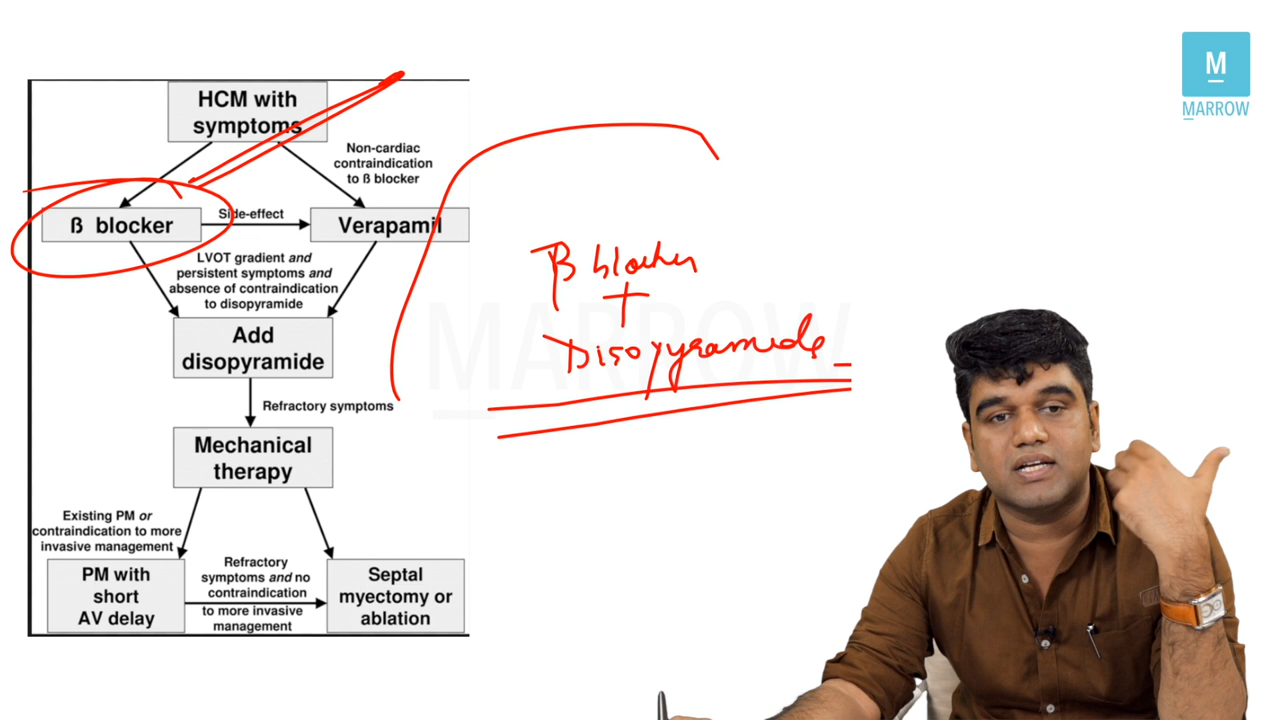 M
MARROW
HCM with
symptoms
Non-cardiac
contraindication
to ß blocker
ß blocker
Side-effect
Verapamil
LVOT gradient and
persistent symptoms and
absence of contraindication
to disopyramide
Add
disopyramide
Refractory symptoms
Mechanical
therapy
Existing PM or
contraindication to more
invasive management
PM with
short
AV delay
Refractory
symptoms and no
contraindication
to more invasive
management
Septal
myectomy or
ablation
β blocker
+
Disopyramide
MARROW